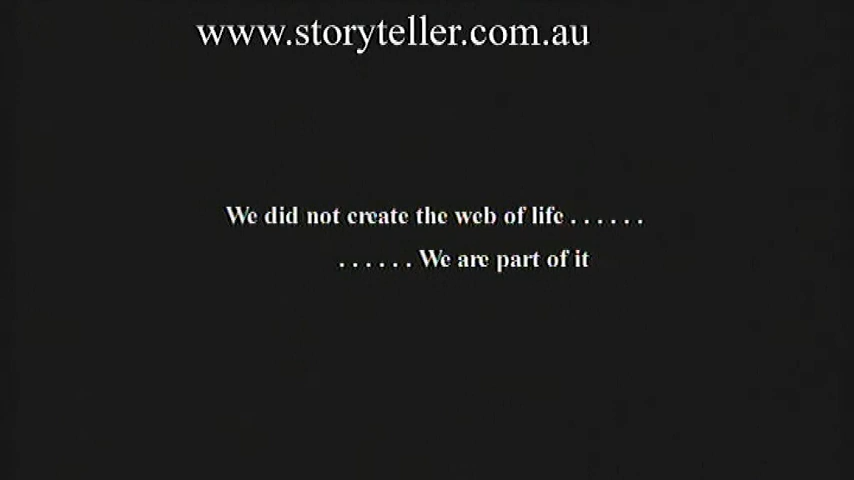 www.storyteller.com.au
We did not create the web of life . . . . . .
. . . . . . We are part of it